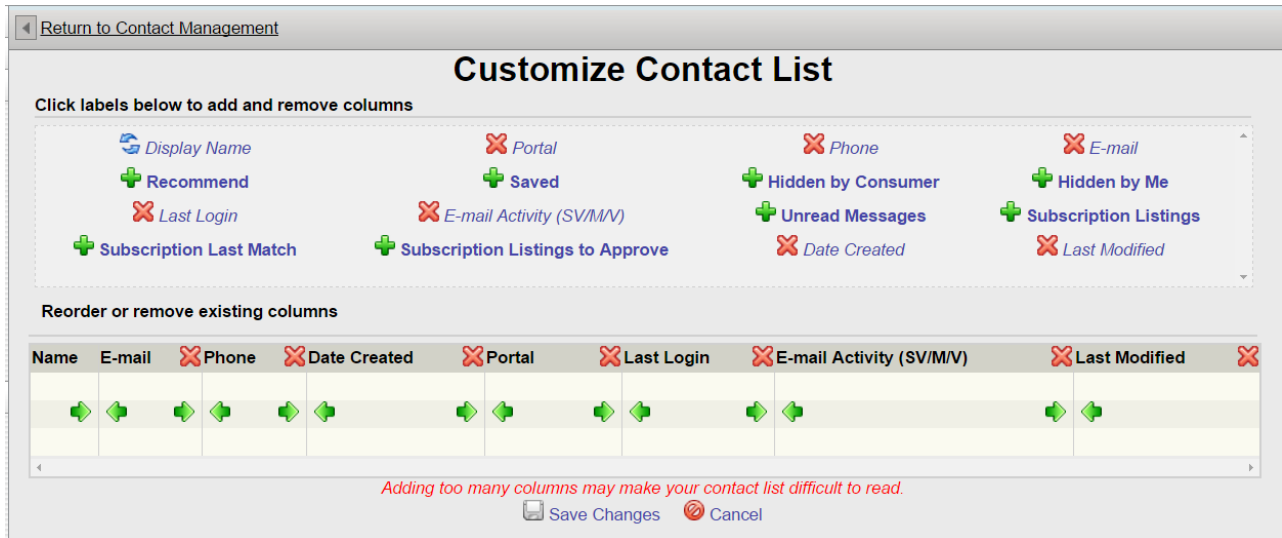 Return to Contact Management
Customize Contact List
Click labels below to add and remove columns
Display Name Portal Phone E-mail
Recommend Saved Hidden by Consumer Hidden by Me
Last Login E-mail Activity (SV/M/V) Unread Messages Subscription Listings
Subscription Last Match Subscription Listings to Approve Date Created Last Modified
Reorder or remove existing columns
Name E-mail Phone Date Created Portal Last Login E-mail Activity (SV/M/V) Last Modified
Adding too many columns may make your contact list difficult to read.
Save Changes Cancel